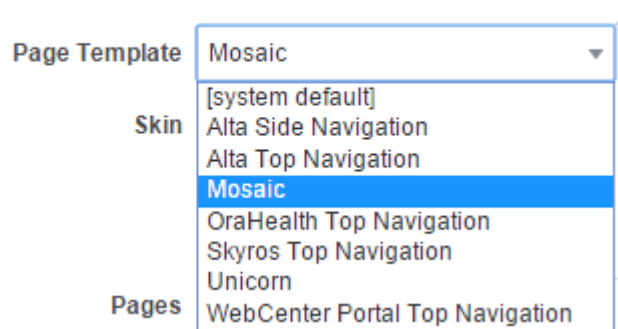 Page Template Mosaic
[system default]
Skin Alta Side Navigation
Alta Top Navigation
Mosaic
OraHealth Top Navigation
Skyros Top Navigation
Unicorn
Pages WebCenter Portal Top Navigation